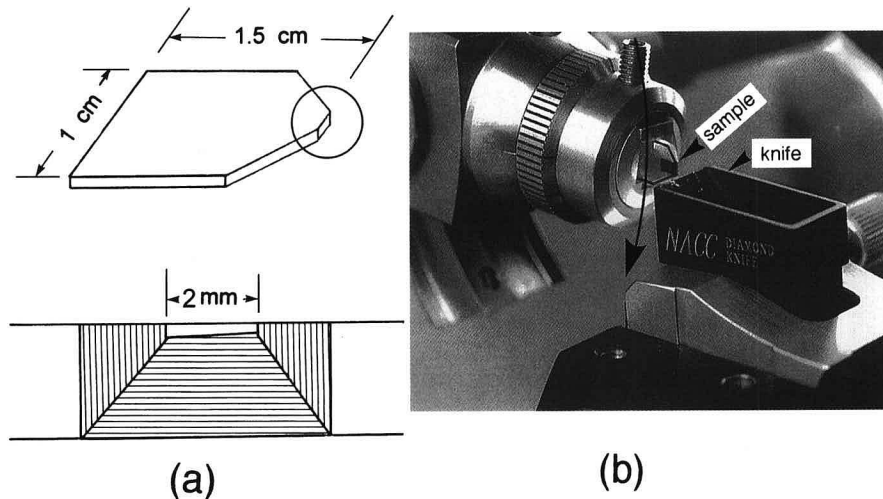 1.5 cm
1 cm
2 mm
(a)
sample
knife
NACC DIAMOND
KNIFE
(b)